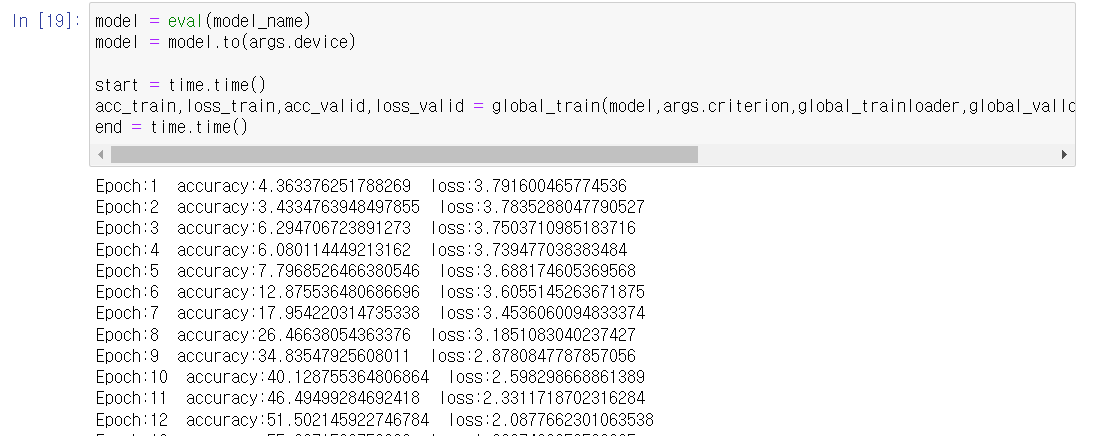 In [19]:
model = eval(model_name)
model = model.to(args.device)
start = time.time()
acc_train,loss_train,acc_valid,loss_valid = global_train(model,args.criterion,global_trainloader,
end = time.time()
Epoch:1 accuracy:4.363376251788269 loss:3.791600465774536
Epoch:2 accuracy:3.4334763948497855 loss:3.7835288047790527
Epoch:3 accuracy:6.294706723891273 loss:3.7503710985183716
Epoch:4 accuracy:6.080114449213162 loss:3.739477038383484
Epoch:5 accuracy:7.7968526466380546 loss:3.688174605369568
Epoch:6 accuracy:12.875536480686696 loss:3.6055145263671875
Epoch:7 accuracy:17.954220314735338 loss:3.4536060094833374
Epoch:8 accuracy:26.46638054363376 loss:3.1851083040237427
Epoch:9 accuracy:34.83547925608011 loss:2.8780847787857056
Epoch:10 accuracy:40.128755364806864 loss:2.598298668861389
Epoch:11 accuracy:46.49499284692418 loss:2.3311718702316284
Epoch:12 accuracy:51.502145922746784 loss:2.0877662301063538